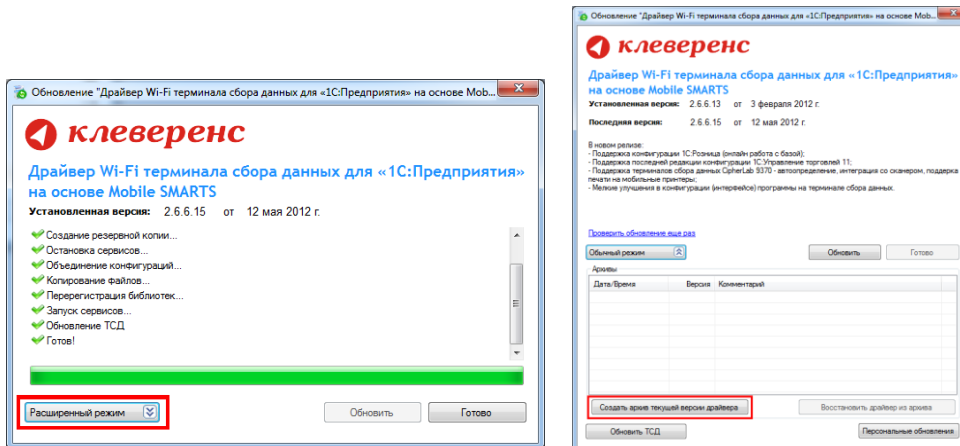 Обновление "Драйвер Wi-Fi терминала сбора данных для «1С:Предприятия» на основе Mob...
клеверенс
Драйвер Wi-Fi терминала сбора данных для «1С:Предприятия»
на основе Mobile SMARTS
Установленная версия: 2.6.6.15 от 12 мая 2012 г.
Создание резервной копии...
Остановка сервисов...
Объединение конфигураций...
Копирование файлов...
Перерегистрация библиотек...
Запуск сервисов...
Обновление ТСД
Готов!
Расширенный режим
Обновить
Готово
Обновление "Драйвер Wi-Fi терминала сбора данных для «1С:Предприятия» на основе Mob...
клеверенс
Драйвер Wi-Fi терминала сбора данных для «1С:Предприятия»
на основе Mobile SMARTS
Установленная версия: 2.6.6.13 от 3 февраля 2012 г.
Последняя версия: 2.6.6.15 от 12 мая 2012 г.
В новом релизе:
- Поддержка конфигурации 1С:Розница (онлайн работа с базой);
- Поддержка последней редакции конфигурации 1С:Управление торговлей 11;
- Поддержка терминалов сбора данных CipherLab 9370 - автоопределение, интеграция со сканером, поддержка
печати на мобильные принтеры;
- Мелкие улучшения в конфигурации (интерфейсе) программы на терминале сбора данных.
Проверить обновление еще раз
Обычный режим
Обновить
Готово
Архивы
Дата/Время Версия Комментарий
Создать архив текущей версии драйвера
Восстановить драйвер из архива
Обновить ТСД
Персональные обновления